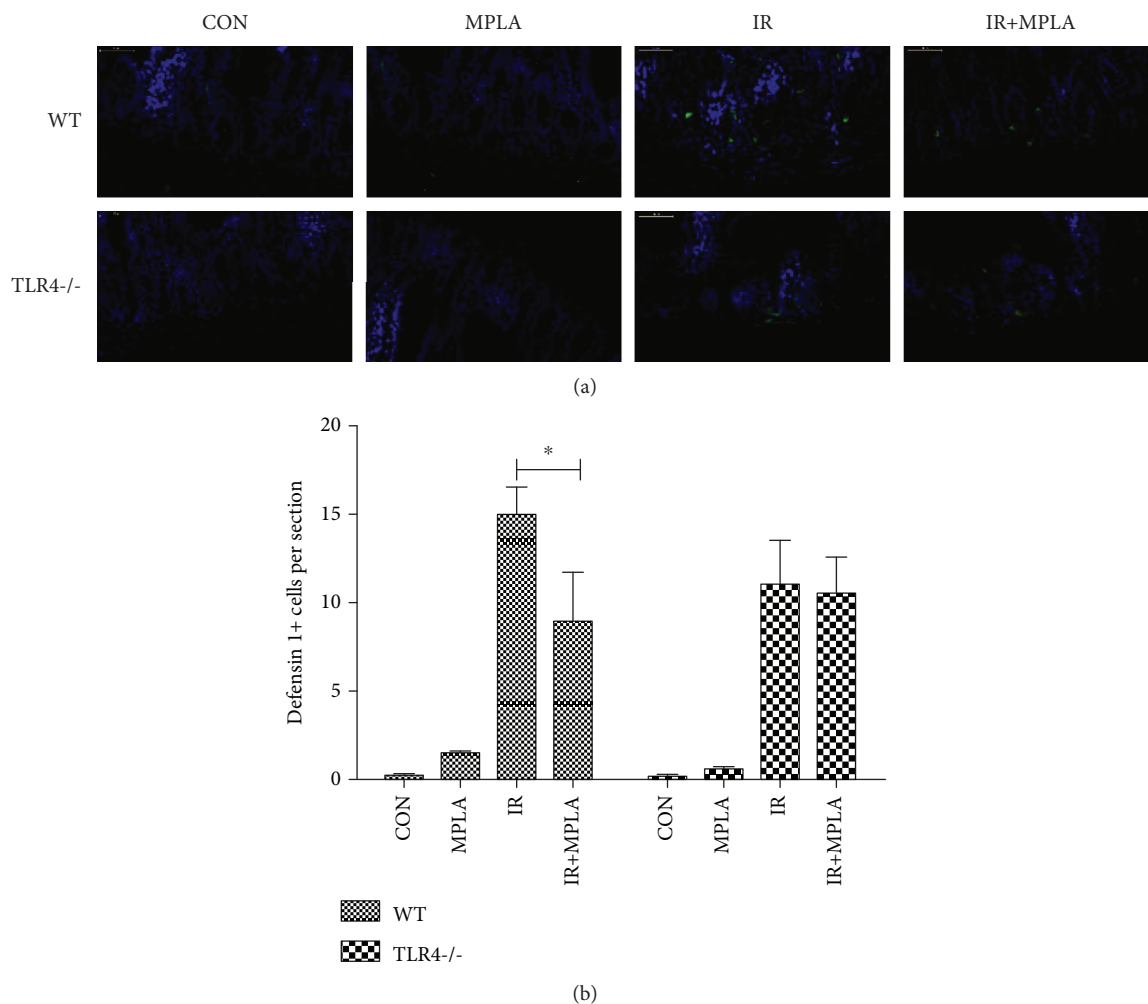 CON MPLA IR IR+MPLA
WT
TLR4-/-
(a)
20
15
10
5
0
Defensin 1+ cells per section
*
CON MPLA IR IR+MPLA CON MPLA IR IR+MPLA
WT
TLR4-/-
(b)